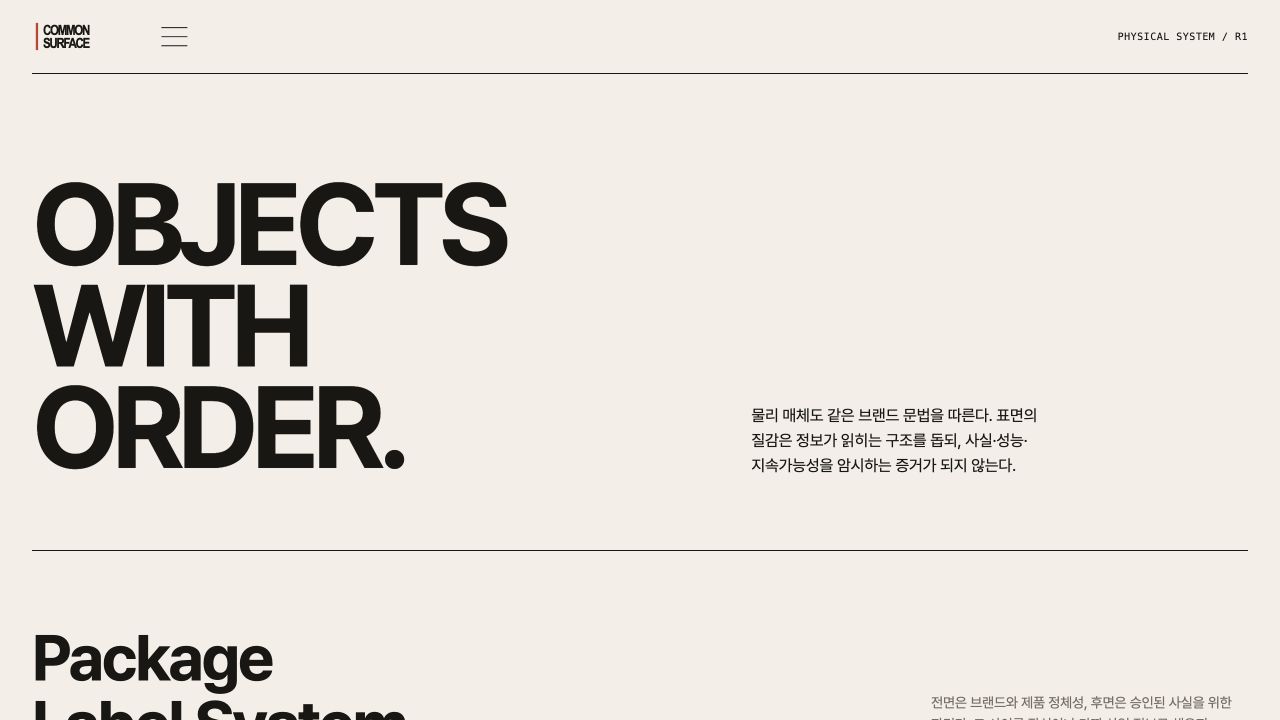 COMMON
SURFACE
PHYSICAL SYSTEM / R1
OBJECTS
WITH
ORDER.
물리 매체도 같은 브랜드 문법을 따른다. 표면의
질감은 정보가 읽히는 구조를 돕되, 사실·성능·
지속가능성을 암시하는 증거가 되지 않는다.
Package
Label System
전면은 브랜드와 제품 정체성, 후면은 승인된 사실을 위한